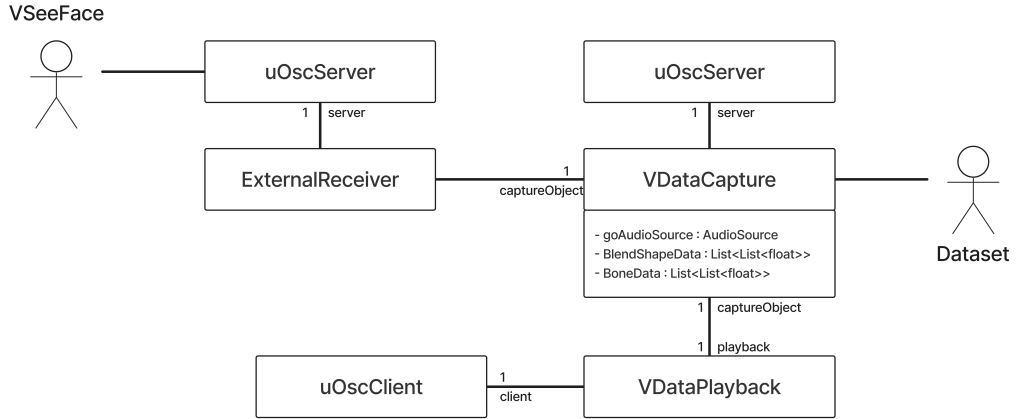 VSeeFace
uOscServer
uOscServer
1 server
1 server
ExternalReceiver
1
captureObject
VDataCapture
- goAudioSource : AudioSource
- BlendShapeData : List<List<float>>
- BoneData : List<List<float>>
Dataset
1 captureObject
1 playback
uOscClient
1
client
VDataPlayback